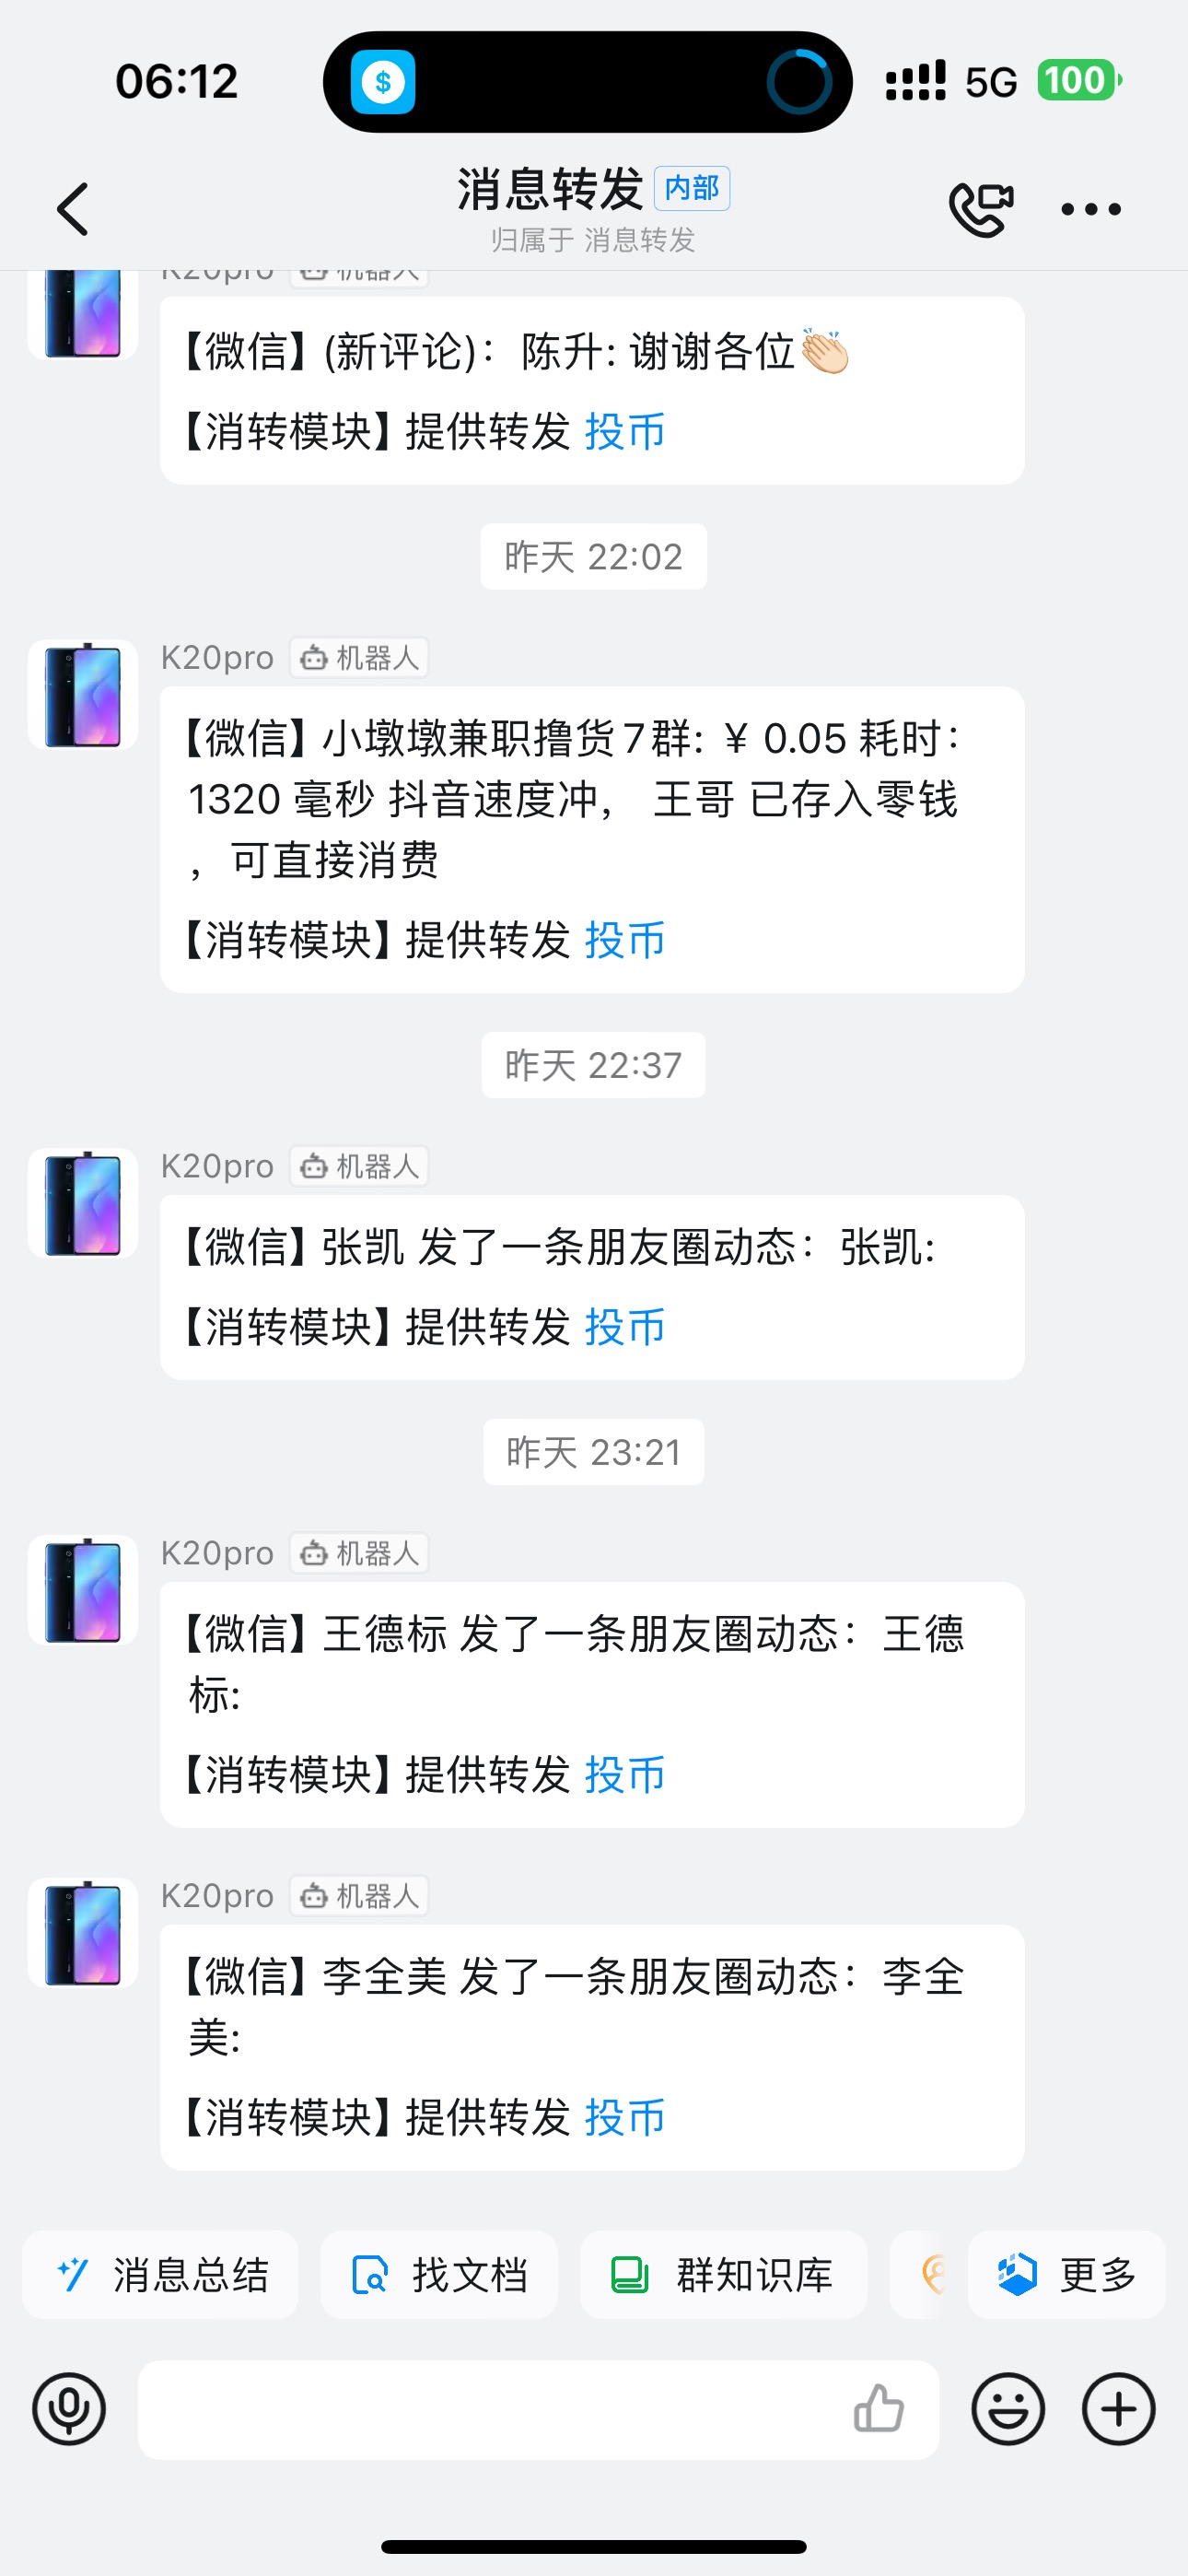 06:12
5G
100
消息转发 内部
归属于 消息转发
K20pro 机器人
【微信】(新评论)：陈升: 谢谢各位👏🏻
【消转模块】提供转发 投币
昨天 22:02
K20pro 机器人
【微信】小墩墩兼职撸货7群: ¥ 0.05 耗时：
1320 毫秒 抖音速度冲， 王哥 已存入零钱
，可直接消费
【消转模块】提供转发 投币
昨天 22:37
K20pro 机器人
【微信】张凯 发了一条朋友圈动态：张凯:
【消转模块】提供转发 投币
昨天 23:21
K20pro 机器人
【微信】王德标 发了一条朋友圈动态：王德
标:
【消转模块】提供转发 投币
K20pro 机器人
【微信】李全美 发了一条朋友圈动态：李全
美:
【消转模块】提供转发 投币
消息总结
找文档
群知识库
更多